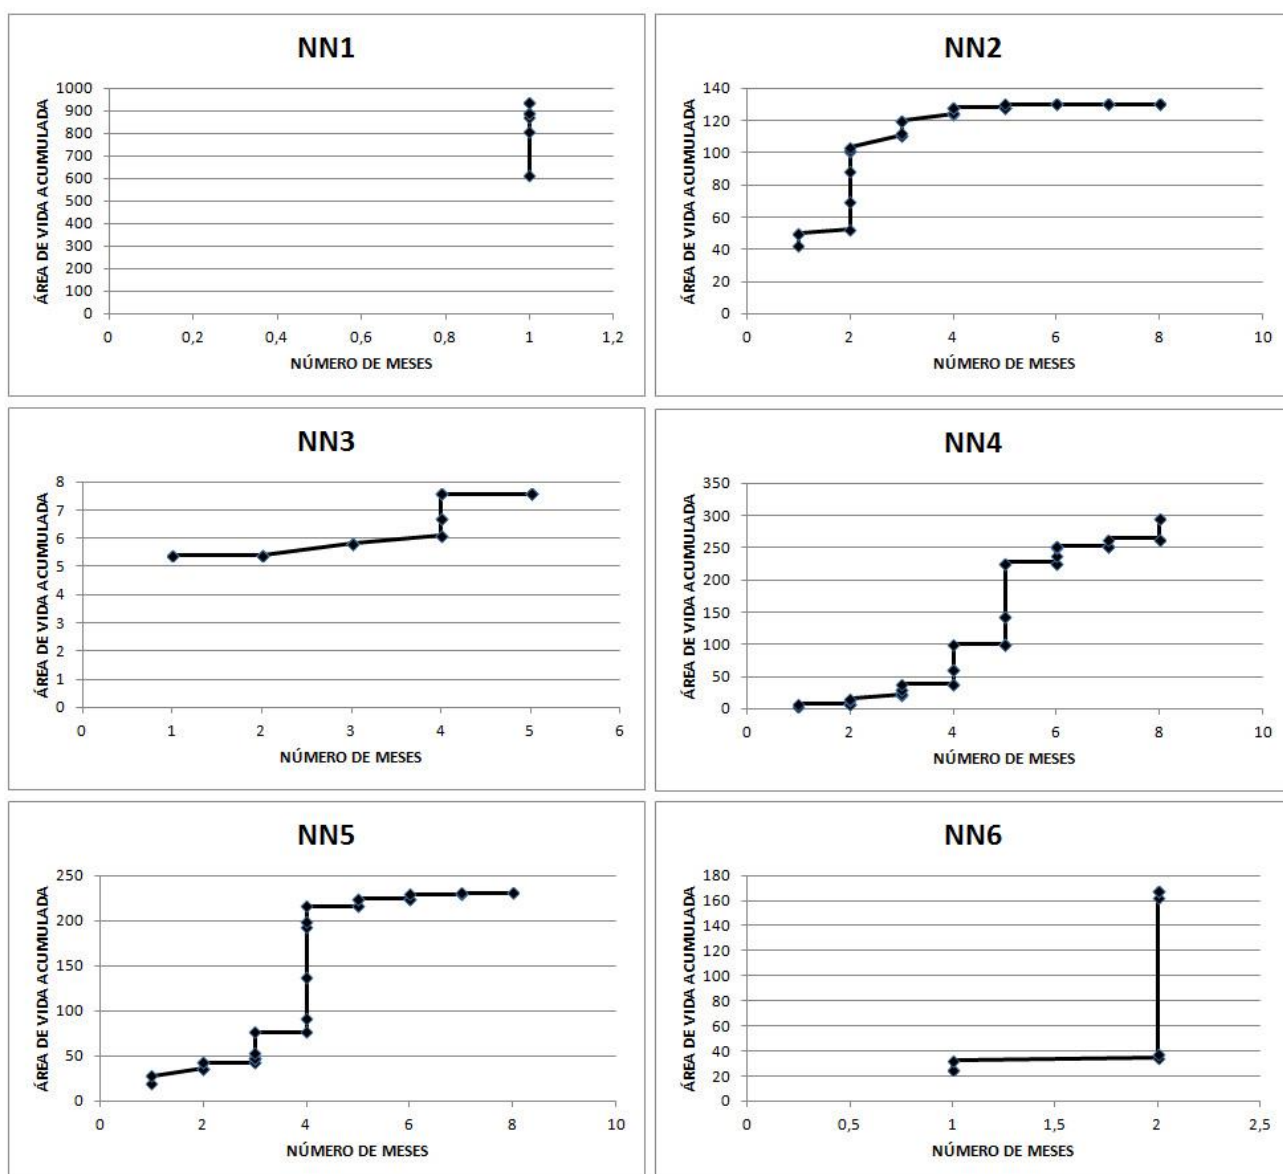 NN1
ÁREA DE VIDA ACUMULADA
1000
900
800
700
600
500
400
300
200
100
0
0 0,2 0,4 0,6 0,8 1 1,2
NÚMERO DE MESES
NN2
ÁREA DE VIDA ACUMULADA
140
120
100
80
60
40
20
0
0 2 4 6 8 10
NÚMERO DE MESES
NN3
ÁREA DE VIDA ACUMULADA
8
7
6
5
4
3
2
1
0
0 1 2 3 4 5 6
NÚMERO DE MESES
NN4
ÁREA DE VIDA ACUMULADA
350
300
250
200
150
100
50
0
0 2 4 6 8 10
NÚMERO DE MESES
NN5
ÁREA DE VIDA ACUMULADA
250
200
150
100
50
0
0 2 4 6 8 10
NÚMERO DE MESES
NN6
ÁREA DE VIDA ACUMULADA
180
160
140
120
100
80
60
40
20
0
0 0,5 1 1,5 2 2,5
NÚMERO DE MESES